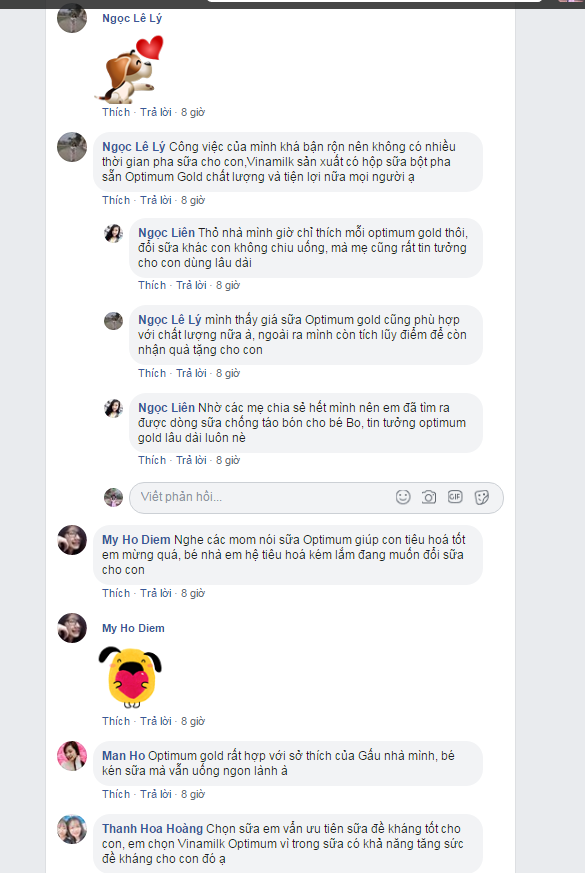 Ngọc Lê Lý
Thích · Trả lời · 8 giờ
Ngọc Lê Lý Công việc của mình khá bận rộn nên không có nhiều
thời gian pha sữa cho con,Vinamilk sản xuất có hộp sữa bột pha
sẵn Optimum Gold chất lượng và tiện lợi nữa mọi người ạ
Thích · Trả lời · 8 giờ
Ngọc Liên Thỏ nhà mình giờ chỉ thích mỗi optimum gold thôi,
đổi sữa khác con không chiu uống, mà mẹ cũng rất tin tưởng
cho con dùng lâu dài
Thích · Trả lời · 8 giờ
Ngọc Lê Lý mình thấy giá sữa Optimum gold cũng phù hợp
với chất lượng nữa à, ngoài ra mình còn tích lũy điểm để còn
nhận quà tặng cho con
Thích · Trả lời · 8 giờ
Ngọc Liên Nhờ các mẹ chia sẻ hết mình nên em đã tìm ra
được dòng sữa chống táo bón cho bé Bo, tin tưởng optimum
gold lâu dài luôn nè
Thích · Trả lời · 8 giờ
Viết phản hồi...
GIF
My Ho Diem Nghe các mom nói sữa Optimum giúp con tiêu hoá tốt
em mừng quá, bé nhà em hệ tiêu hoá kém lắm đang muốn đổi sữa
cho con
Thích · Trả lời · 8 giờ
My Ho Diem
Thích · Trả lời · 8 giờ
Man Ho Optimum gold rất hợp với sở thích của Gấu nhà mình, bé
kén sữa mà vẫn uống ngon lành à
Thích · Trả lời · 8 giờ
Thanh Hoa Hoàng Chọn sữa em vẩn ưu tiên sữa đề kháng tốt cho
con, em chọn Vinamilk Optimum vì trong sữa có khả năng tăng sức
đề kháng cho con đó ạ